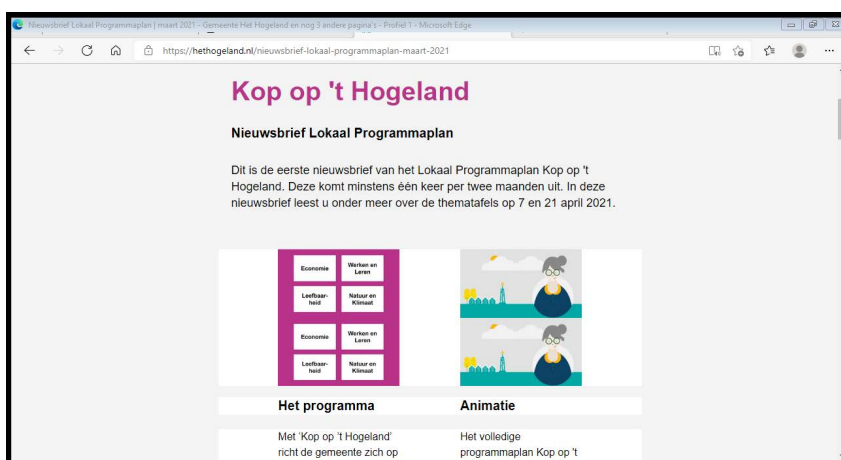 Nieuwsbrief Lokaal Programmaplan | maart 2021 - Gemeente Het Hogeland en nog 3 andere pagina's - Profiel 1 - Microsoft Edge
https://hethogeland.nl/nieuwsbrief-lokaal-programmaplan-maart-2021
Kop op 't Hogeland
Nieuwsbrief Lokaal Programmaplan
Dit is de eerste nieuwsbrief van het Lokaal Programmaplan Kop op 't
Hogeland. Deze komt minstens één keer per twee maanden uit. In deze
nieuwsbrief leest u onder meer over de thematafels op 7 en 21 april 2021.
Economie
Werken en
Leren
Leefbaar-
heid
Natuur en
Klimaat
Economie
Werken en
Leren
Leefbaar-
heid
Natuur en
Klimaat
Het programma
Met 'Kop op 't Hogeland'
richt de gemeente zich op
Animatie
Het volledige
programmaplan Kop op 't